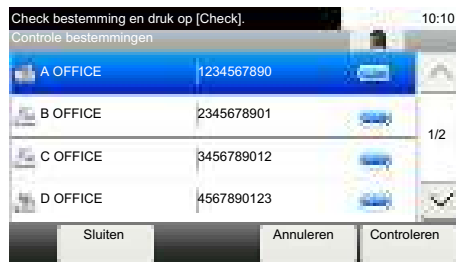 Check bestemming en druk op [Check].
10:10
Controle bestemmingen
A OFFICE 1234567890
B OFFICE 2345678901
1/2
C OFFICE 3456789012
D OFFICE 4567890123
Sluiten Annuleren Controleren